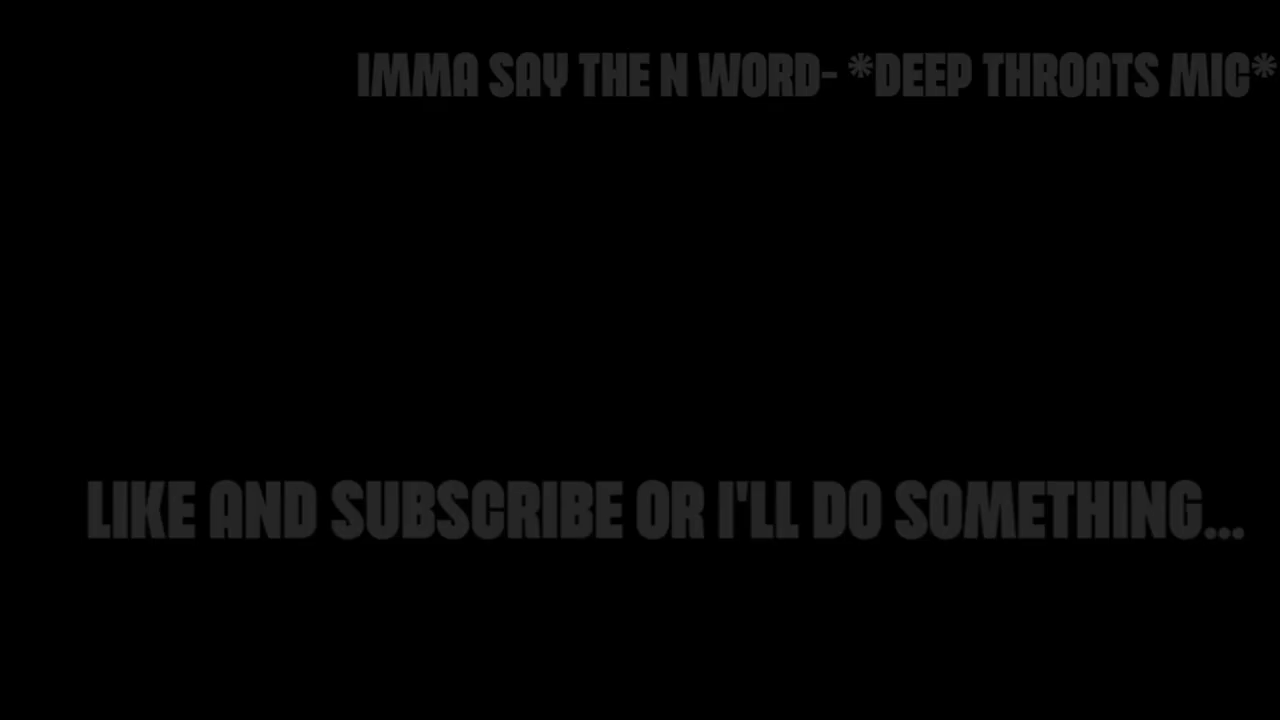 IMMA SAY THE N WORD- *DEEP THROATS MIC*
LIKE AND SUBSCRIBE OR I'LL DO SOMETHING...